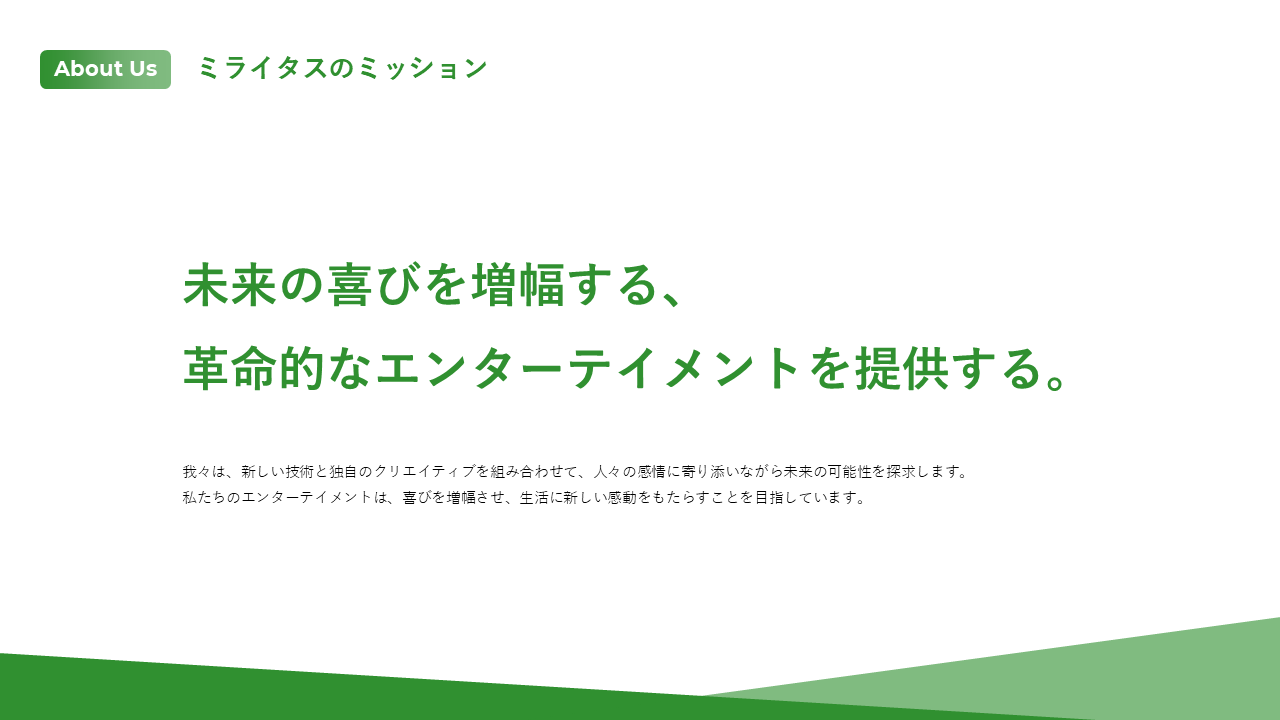 About Us
ミライタスのミッション
未来の喜びを増幅する、
革命的なエンターテイメントを提供する。
我々は、新しい技術と独自のクリエイティブを組み合わせて、人々の感情に寄り添いながら未来の可能性を探求します。
私たちのエンターテイメントは、喜びを増幅させ、生活に新しい感動をもたらすことを目指しています。